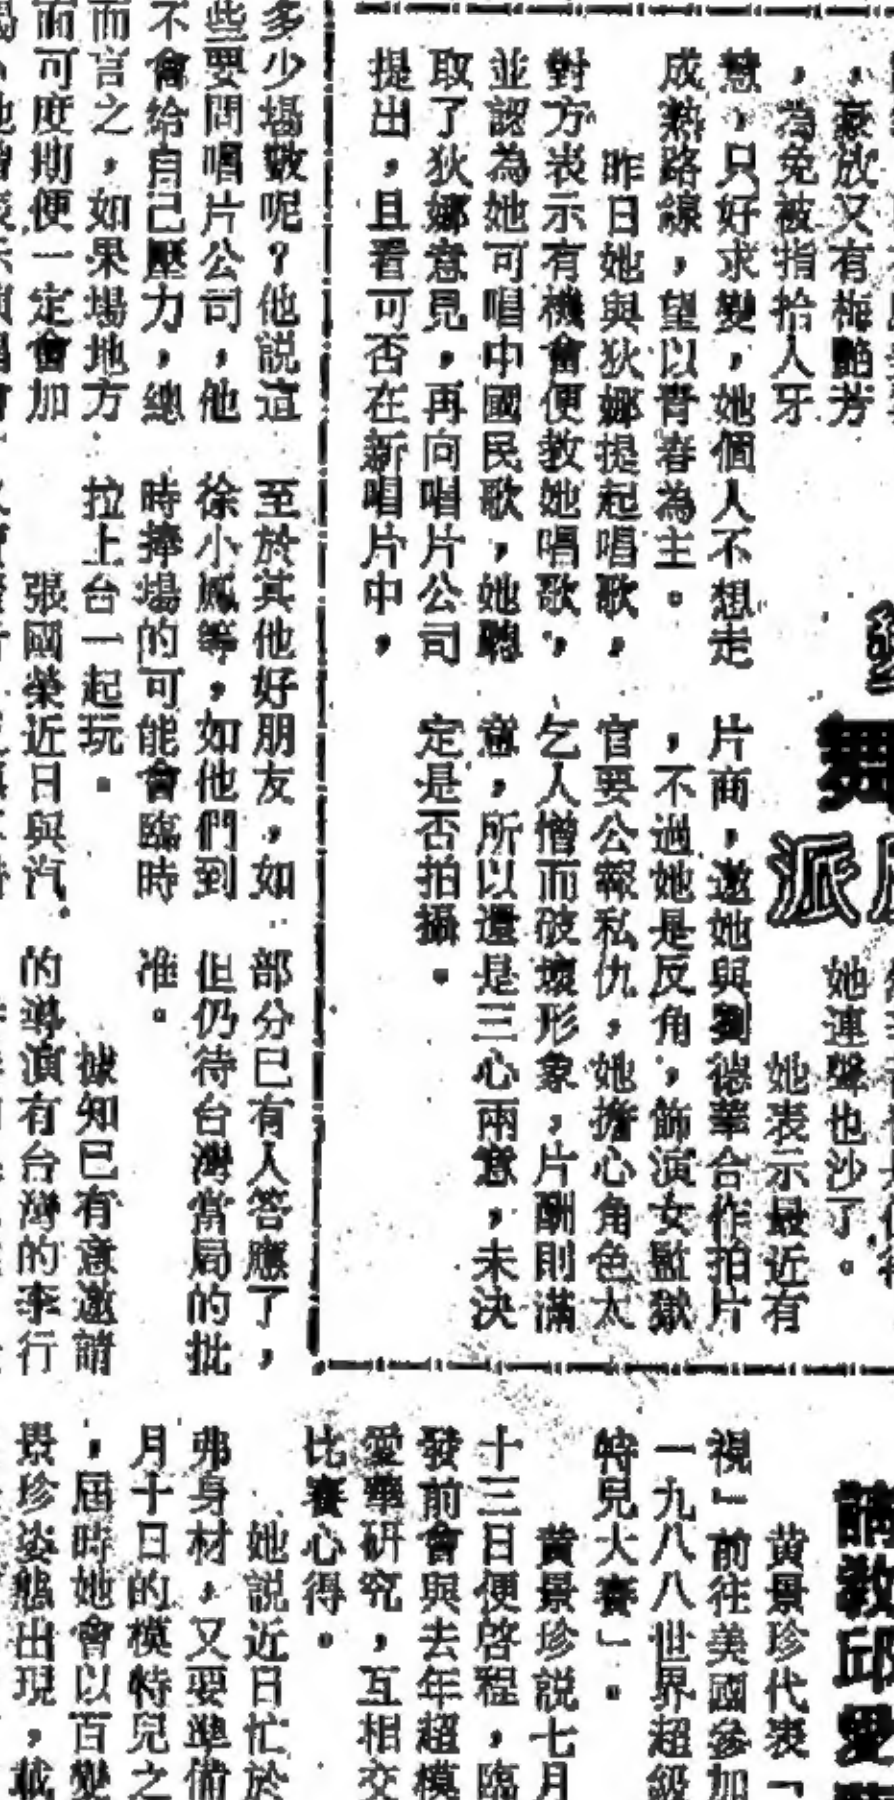 ，豪放又有梅艷芳
，為免被指拾人牙
慧，只好求變，她個人不想走
成熟路線，望以青春為主。
昨日她與狄娜提起唱歌，
對方表示有機會便教她唱歌，
並認為她可唱中國民歌，她聽
取了狄娜意見，再向唱片公司
提出，且看可否在新唱片中，
舞
派
她連聲也沙了。
她表示最近有
片商，邀她與劉德華合作拍片
，不過她是反角，飾演女監獄
官要公報私仇，她擔心角色太
乞人憎而破壞形象，片酬則滿
意，所以還是三心兩意，未決
定是否拍攝。
多少場數呢？他説這
些要問唱片公司，他
不會給自己壓力，總
而言之，如果場地方
面可度期便一定會加
至於其他好朋友，如
徐小鳳等，如他們到
時捧場的可能會臨時
拉上台一起玩。
張國榮近日與汽
部分已有人答應了，
但仍待台灣當局的批
准。
據知已有意邀請
的導演有台灣的李行
請教邱愛
黃景珍代表「
視」前往美國參加
一九八八世界超級
特兒大賽」。
黃景珍説七月
十三日便啓程，臨
發前會與去年超模
愛華研究，互相交
比賽心得。
她説近日忙於
弗身材，又要準備
月十日的模特兒之
，屆時她會以百變
景珍姿態出現，載